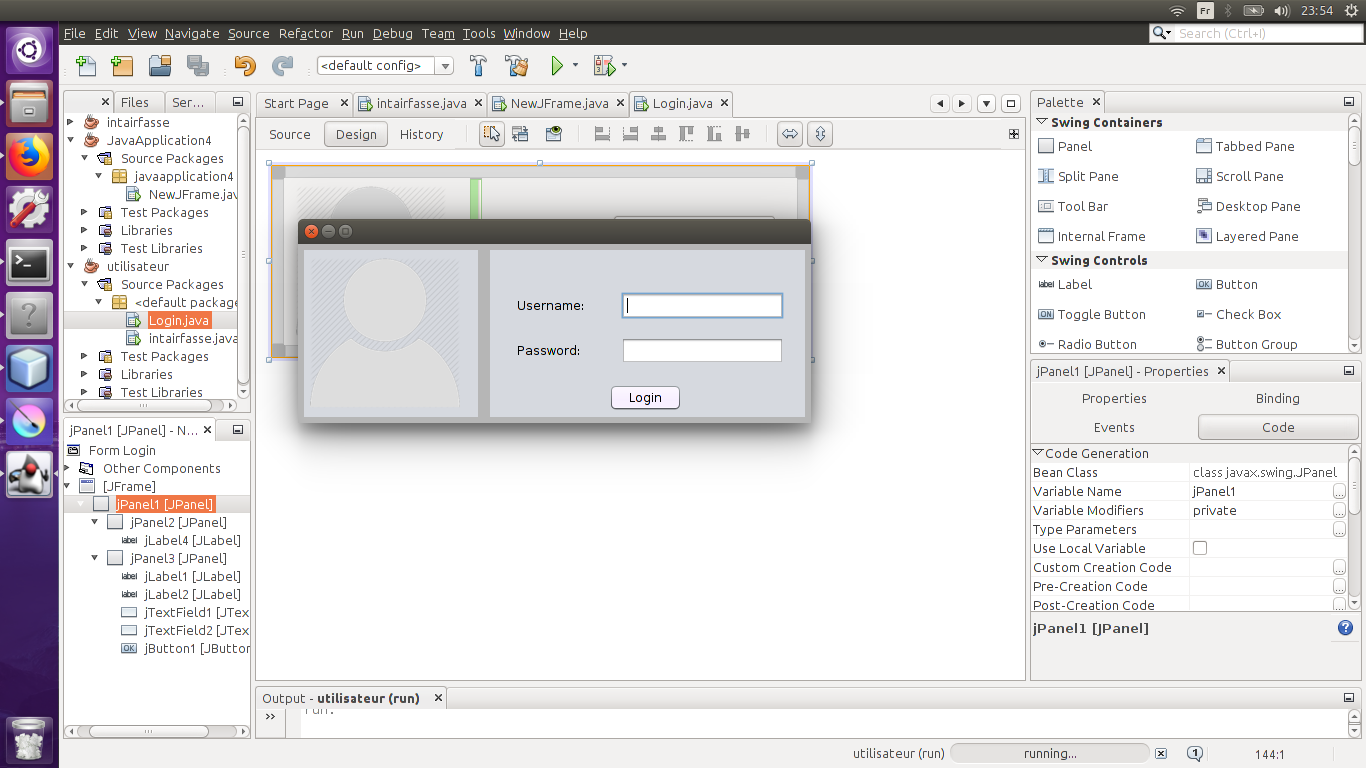 Fr
23:54
File Edit View Navigate Source Refactor Run Debug Team Tools Window Help
Search (Ctrl+I)
<default config>
Files Ser...
intairfasse
JavaApplication4
Source Packages
javaapplication4
NewJFrame.jav
Test Packages
Libraries
Test Libraries
utilisateur
Source Packages
<default package
Login.java
intairfasse.java
Test Packages
Libraries
Test Libraries
jPanel1 [JPanel] - N...
Form Login
Other Components
[JFrame]
jPanel1 [JPanel]
jPanel2 [JPanel]
jLabel4 [JLabel]
jPanel3 [JPanel]
jLabel1 [JLabel]
jLabel2 [JLabel]
jTextField1 [JTex
jTextField2 [JTex
OK jButton1 [JButton
Start Page intairfasse.java NewJFrame.java Login.java
Source Design History
Username:
Password:
Login
Palette
Swing Containers
Panel Tabbed Pane
Split Pane Scroll Pane
Tool Bar Desktop Pane
Internal Frame Layered Pane
Swing Controls
label Label OK Button
ON Toggle Button Check Box
Radio Button Button Group
jPanel1 [JPanel] - Properties
Properties Binding
Events Code
Code Generation
Bean Class class javax.swing.JPanel
Variable Name jPanel1 ...
Variable Modifiers private ...
Type Parameters ...
Use Local Variable
Custom Creation Code ...
Pre-Creation Code ...
Post-Creation Code ...
jPanel1 [JPanel]
Output - utilisateur (run)
run:
utilisateur (run) running... 1 144:1